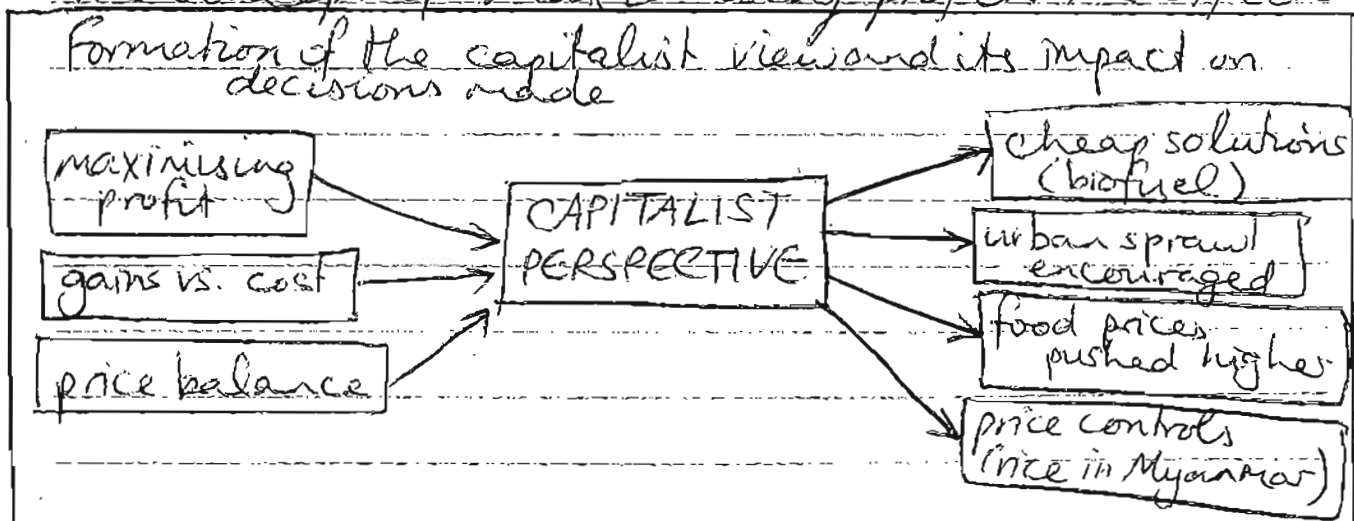 Formation of the capitalist view and its impact on
decisions made
maximising
profit
gains vs. cost
price balance
CAPITALIST
PERSPECTIVE
cheap solutions
(biofuel)
urban sprawl
encouraged
food prices
pushed higher
price controls
(rice in Myanmar)